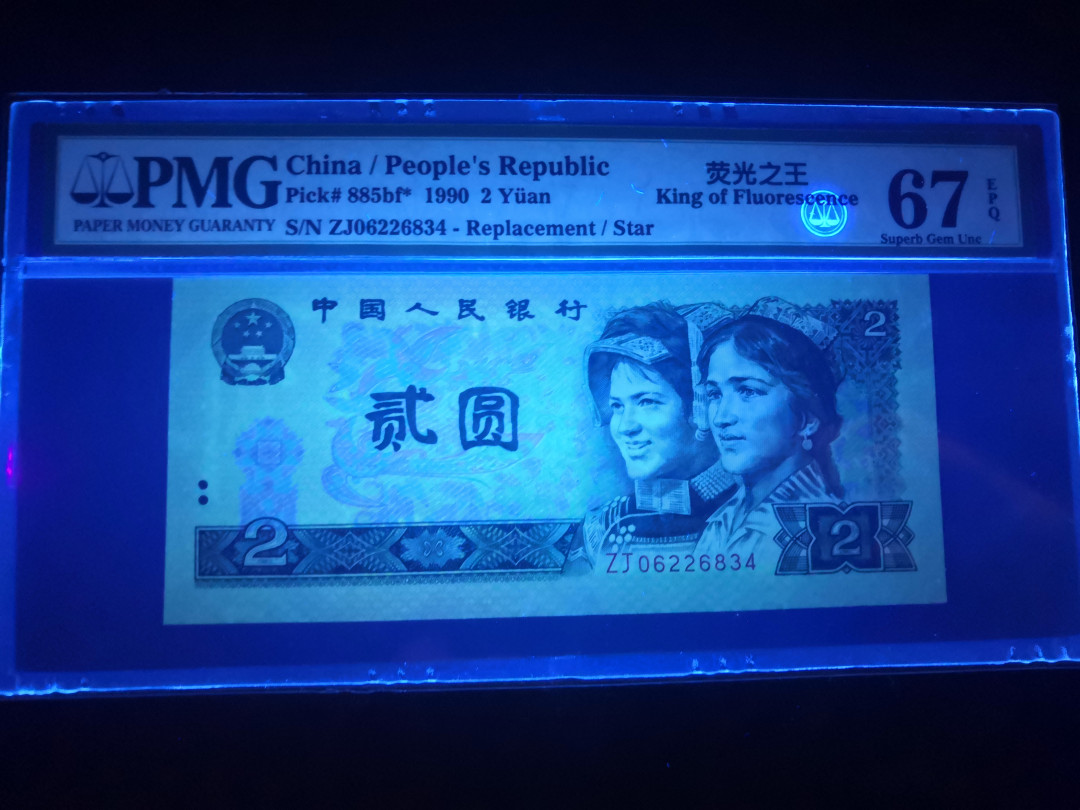 PMG
PAPER MONEY GUARANTY
China / People's Republic
Pick# 885bf* 1990 2 Yüan
S/N ZJ06226834 - Replacement / Star
荧光之王
King of Fluorescence
67
EPQ
Superb Gem Unc
中国人民银行
2
贰圆
2
ZJ06226834
2